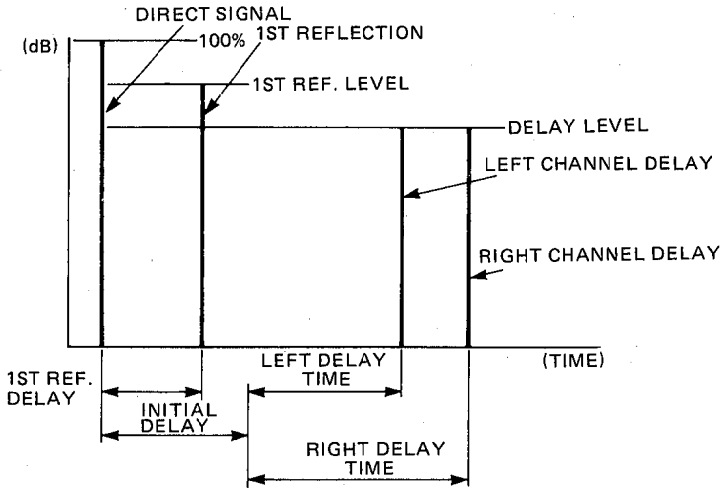 DIRECT SIGNAL
(dB)
100%
1ST REFLECTION
1ST REF. LEVEL
DELAY LEVEL
LEFT CHANNEL DELAY
RIGHT CHANNEL DELAY
(TIME)
1ST REF.
DELAY
LEFT DELAY
TIME
INITIAL
DELAY
RIGHT DELAY
TIME